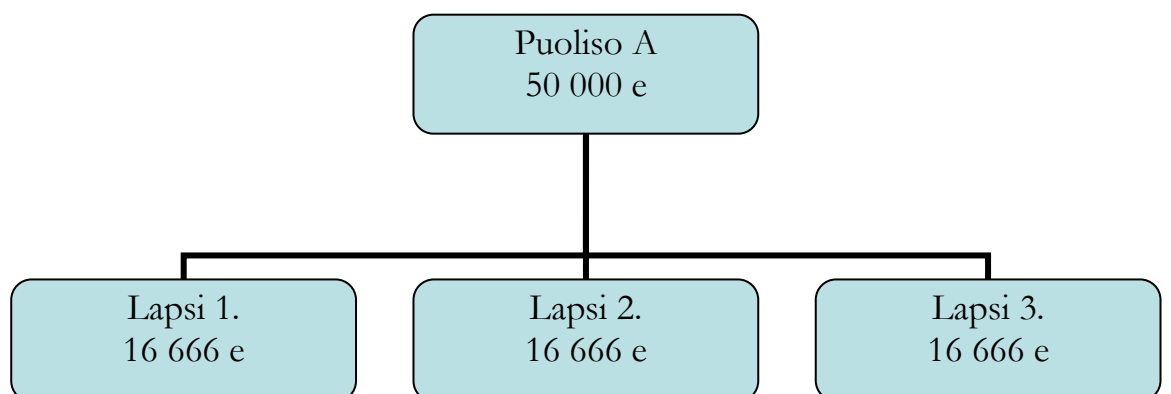 Puoliso A
50 000 e
Lapsi 1.
16 666 e
Lapsi 2.
16 666 e
Lapsi 3.
16 666 e